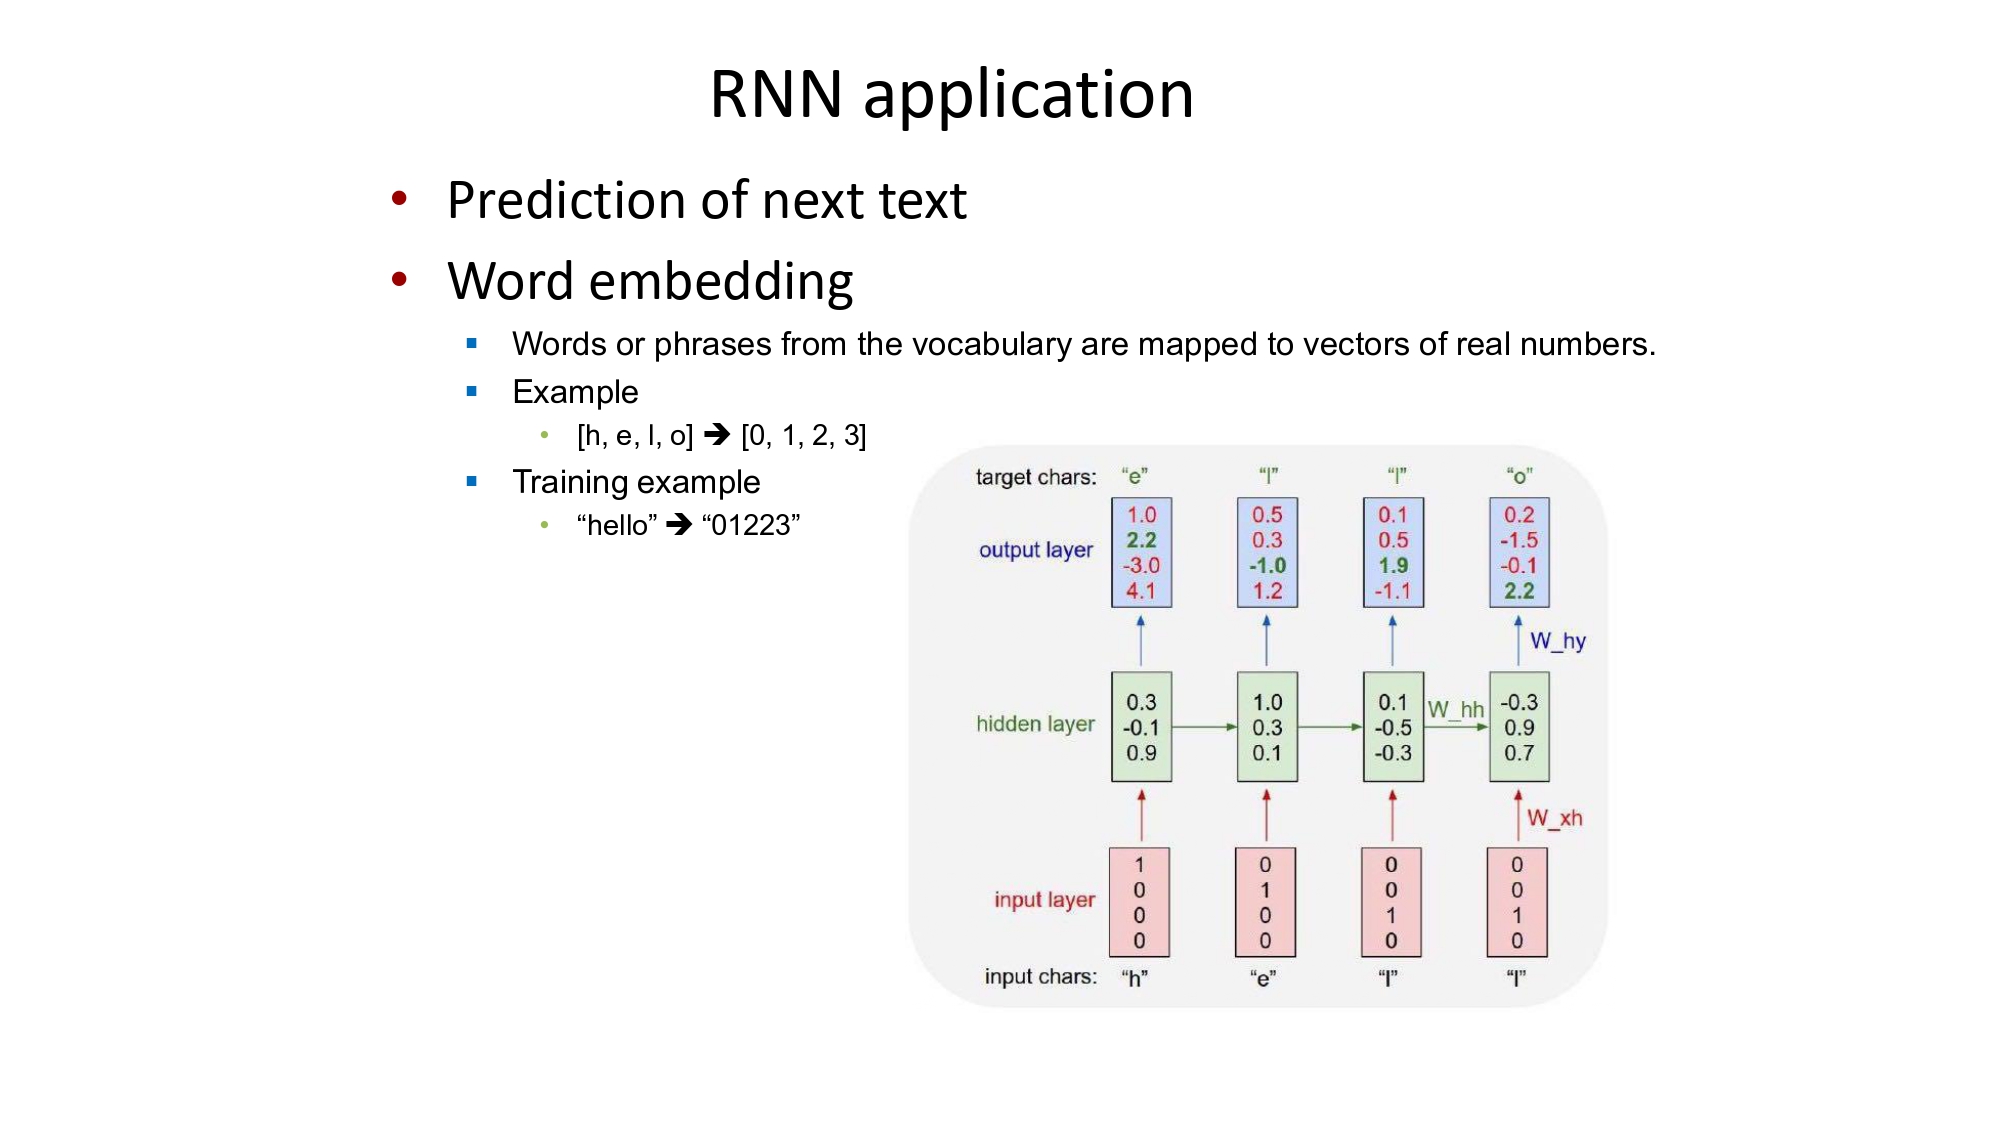 RNN application
• Prediction of next text
• Word embedding
▪ Words or phrases from the vocabulary are mapped to vectors of real numbers.
▪ Example
• [h, e, l, o] 🡺 [0, 1, 2, 3]
▪ Training example
• “hello” 🡺 “01223”
target chars: “e” “l” “l” “o”
1.0 0.5 0.1 0.2
2.2 0.3 0.5 -1.5
output layer
-3.0 -1.0 1.9 -0.1
4.1 1.2 -1.1 2.2
W_hy
0.3 1.0 0.1 -0.3
W_hh
hidden layer -0.1 0.3 -0.5 0.9
0.9 0.1 -0.3 0.7
W_xh
1 0 0 0
0 1 0 0
input layer
0 0 1 1
0 0 0 0
input chars: “h” “e” “l” “l”